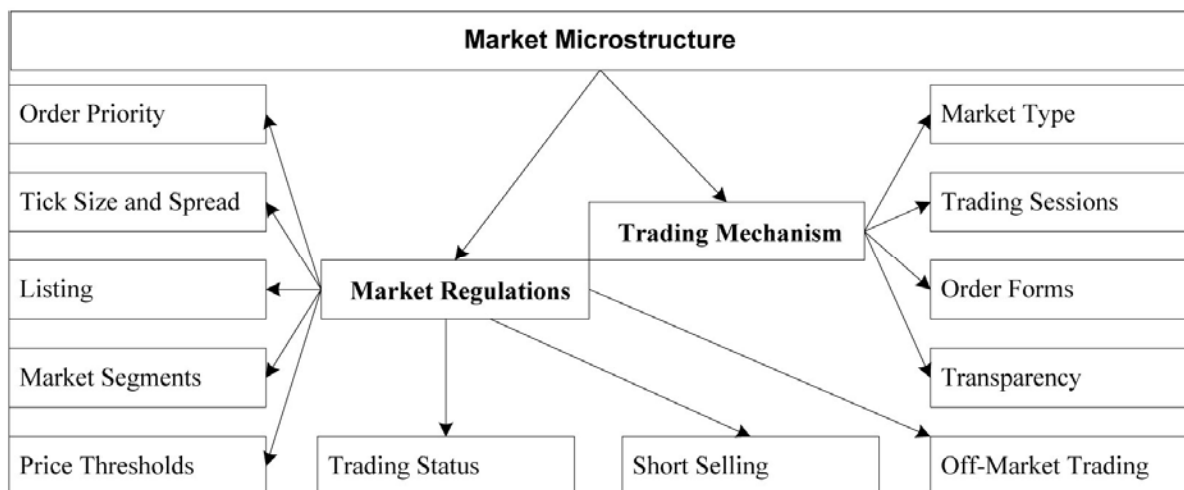 Market Microstructure
Order Priority
Market Type
Tick Size and Spread
Trading Sessions
Trading Mechanism
Listing
Market Regulations
Order Forms
Market Segments
Transparency
Price Thresholds
Trading Status
Short Selling
Off-Market Trading